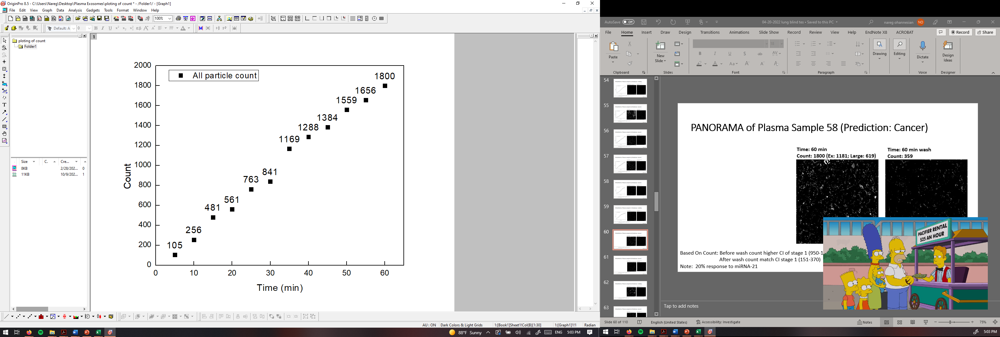 OriginPro 8.5 - C:\Users\Nareg\Desktop\Plasma Exosomes\ploting of count * - /Folder1/ - [Graph1]
File Edit View Graph Data Analysis Gadgets Tools Format Window Help
100%
Default: A 0 B I U
ploting of count
Folder1
Size C. Cre...
8KB 2/28/202... 0
11KB 10/9/202... 1
1
2000
1800
1600
1400
1200
1000
800
600
400
200
0
Count
All particle count
105
256
481
561
763
841
1169
1288
1384
1559
1656
1800
0 10 20 30 40 50 60
Time (min)
AU : ON Dark Colors & Light Grids 1:[Book1]Sheet1!Col(B)[1:30] 1:[Graph1]1!1 Radian
88°F Sunny ENG 5:03 PM
AutoSave Off 04-20-2022 lung blind tes • Saved to this PC nareg ohannesian NO
File Home Insert Draw Design Transitions Animations Slide Show Record Review View Help EndNote X8 ACROBAT Record Share
Paste
New
Slide
18
B I U S ab AV
Aa A A
Drawing
Editing
Dictate
Design
Ideas
Clipboard Slides Font Paragraph Voice Designer
54
55
56
57
58
59
60
61
62
63
PANORAMA of Plasma Sample 58 (Prediction: Cancer)
Time: 60 min
Count: 1800 (Ex: 1181; Large: 619)
Time: 60 min wash
Count: 359
Based On Count: Before wash count higher CI of stage 1 (950-1
After wash count match CI stage 1 (151-370)
Note: 20% response to miRNA-21
PACIFIER RENTAL
$25 AN HOUR
Tap to add notes
Slide 60 of 110 English (United States) Accessibility: Investigate Notes 75%
5:03 PM